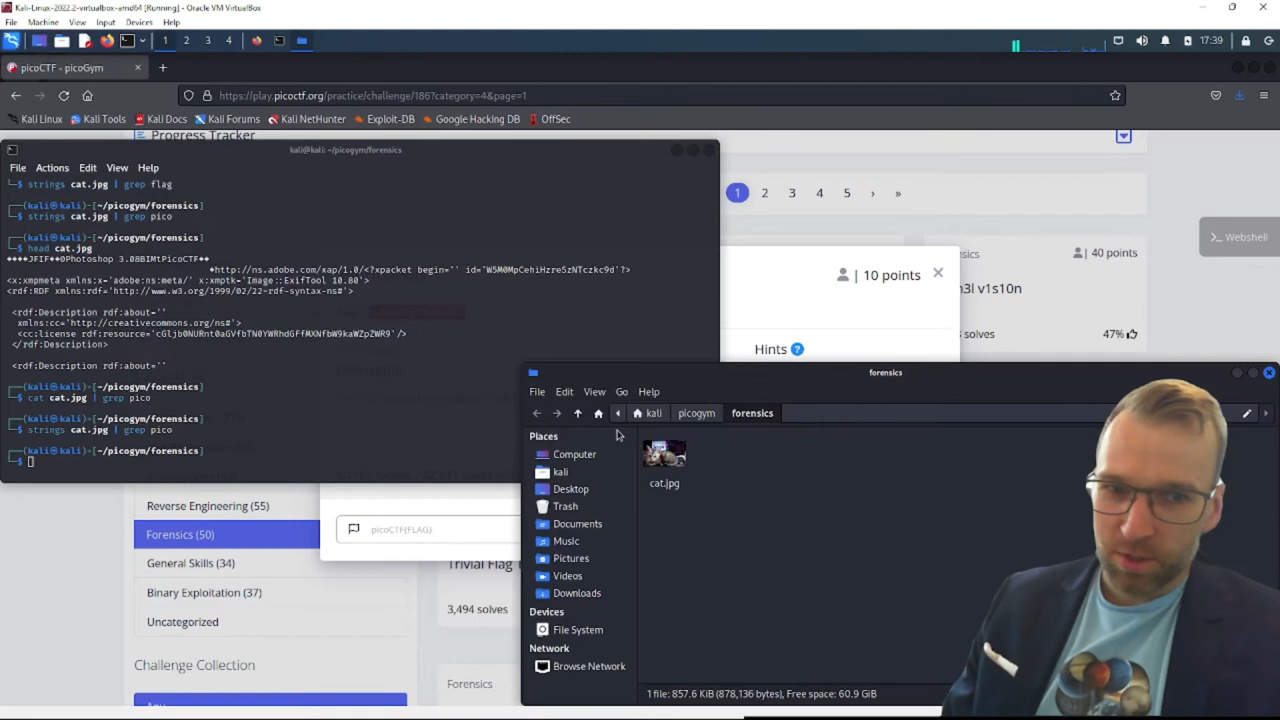 Kali-Linux-2022.2-virtualbox-amd64 [Running] - Oracle VM VirtualBox
File Machine View Input Devices Help
1 2 3 4
17:39
picoCTF - picoGym
https://play.picoctf.org/practice/challenge/186?category=4&page=1
Kali Linux Kali Tools Kali Docs Kali Forums Kali NetHunter Exploit-DB Google Hacking DB OffSec
Progress Tracker
kali@kali: ~/picogym/forensics
File Actions Edit View Help
└─$ strings cat.jpg | grep flag
┌──(kali㉿kali)-[~/picogym/forensics]
└─$ strings cat.jpg | grep pico
┌──(kali㉿kali)-[~/picogym/forensics]
└─$ head cat.jpg
����JFIF��0Photoshop 3.08BIMtPicoCTF��
�http://ns.adobe.com/xap/1.0/<?xpacket begin='' id='W5M0MpCehiHzreSzNTczkc9d'?>
<x:xmpmeta xmlns:x='adobe:ns:meta/' x:xmptk='Image::ExifTool 10.80'>
<rdf:RDF xmlns:rdf='http://www.w3.org/1999/02/22-rdf-syntax-ns#'>
<rdf:Description rdf:about=''
xmlns:cc='http://creativecommons.org/ns#'>
<cc:license rdf:resource='cGljb0NURnt0aGVfbTN0YWRhdGFfMXNfbW9kaWZpZWR9'/>
</rdf:Description>
<rdf:Description rdf:about=''
┌──(kali㉿kali)-[~/picogym/forensics]
└─$ cat cat.jpg | grep pico
┌──(kali㉿kali)-[~/picogym/forensics]
└─$ strings cat.jpg | grep pico
┌──(kali㉿kali)-[~/picogym/forensics]
└─$
1 2 3 4 5 › »
Webshell
| 10 points
Hints ?
sics | 40 points
n3l v1s10n
solves 47%
forensics
File Edit View Go Help
kali picogym forensics
Places
Computer
kali
Desktop
Trash
Documents
Music
Pictures
Videos
Downloads
Devices
File System
Network
Browse Network
cat.jpg
1 file: 857.6 KiB (878,136 bytes), Free space: 60.9 GiB
Reverse Engineering (55)
Forensics (50)
General Skills (34)
Binary Exploitation (37)
Uncategorized
Challenge Collection
Any
picoCTF{FLAG}
Trivial Flag T
3,494 solves
Forensics